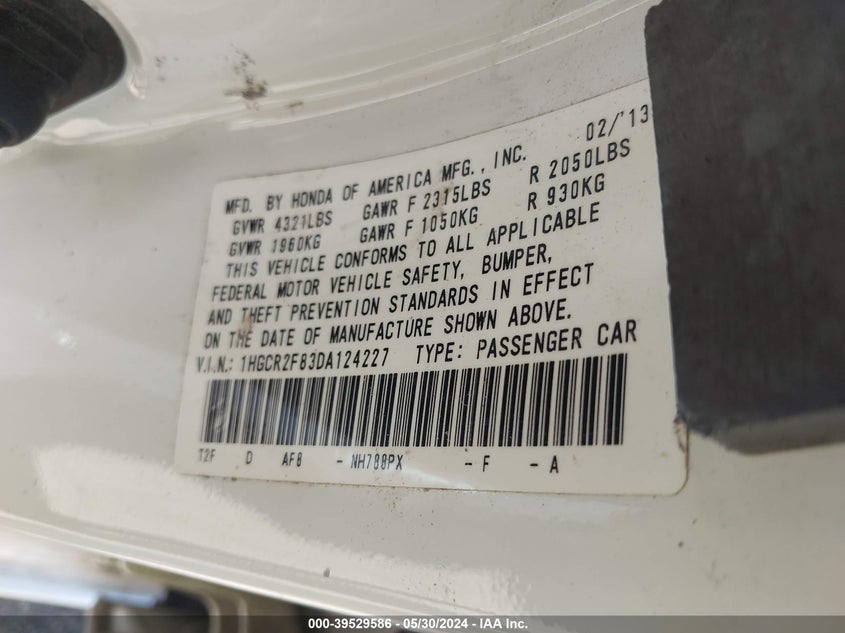 02/'13
MFD. BY HONDA OF AMERICA MFG., INC.
GVWR 4321LBS GAWR F 2315LBS R 2050LBS
GVWR 1960KG GAWR F 1050KG R 930KG
THIS VEHICLE CONFORMS TO ALL APPLICABLE
FEDERAL MOTOR VEHICLE SAFETY, BUMPER,
AND THEFT PREVENTION STANDARDS IN EFFECT
ON THE DATE OF MANUFACTURE SHOWN ABOVE.
V.I.N.: 1HGCR2F83DA124227 TYPE: PASSENGER CAR
T2F D AF8 - NH788PX - F - A
© - 39529586 - 05/30/2024 - IAA Inc.